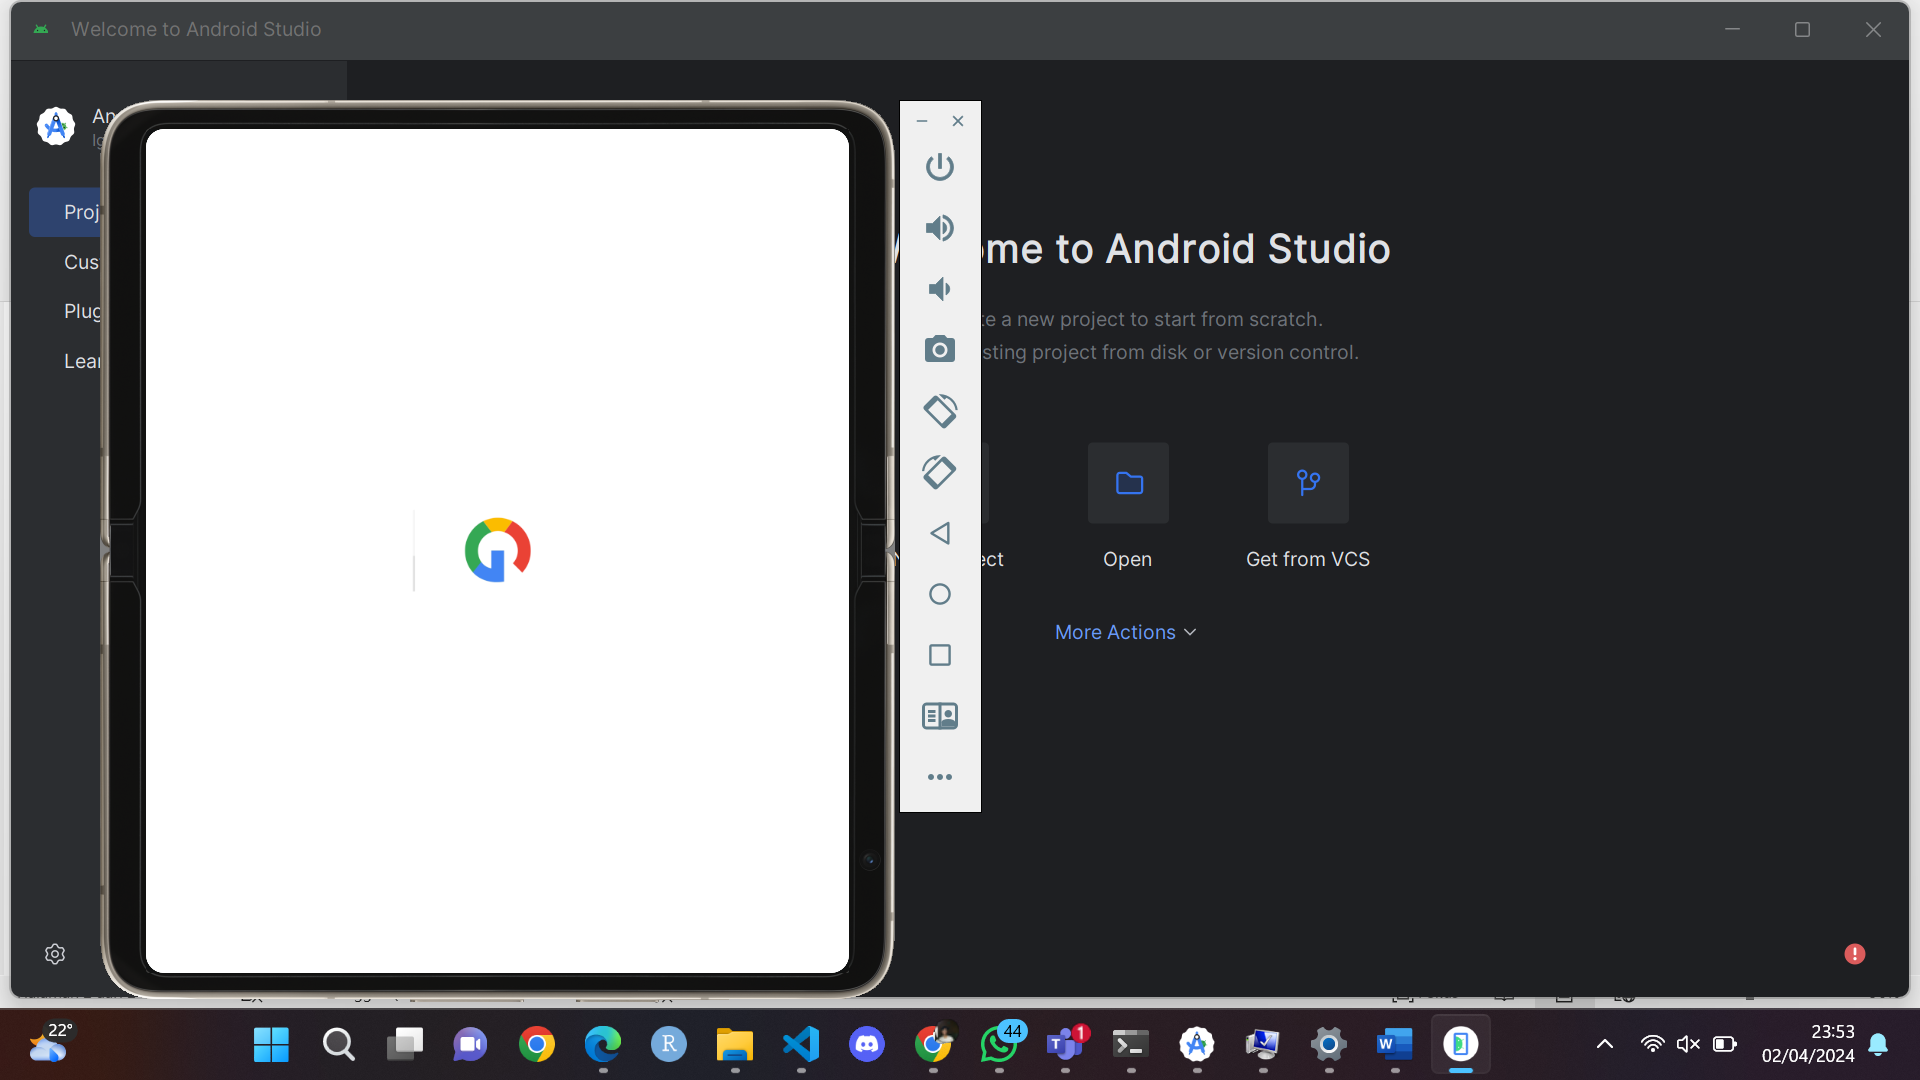 Welcome to Android Studio
An
Ig
Proj
Cus
Plug
Lear
me to Android Studio
te a new project to start from scratch.
sting project from disk or version control.
ect
Open
Get from VCS
More Actions
22°
44
1
23:53
02/04/2024